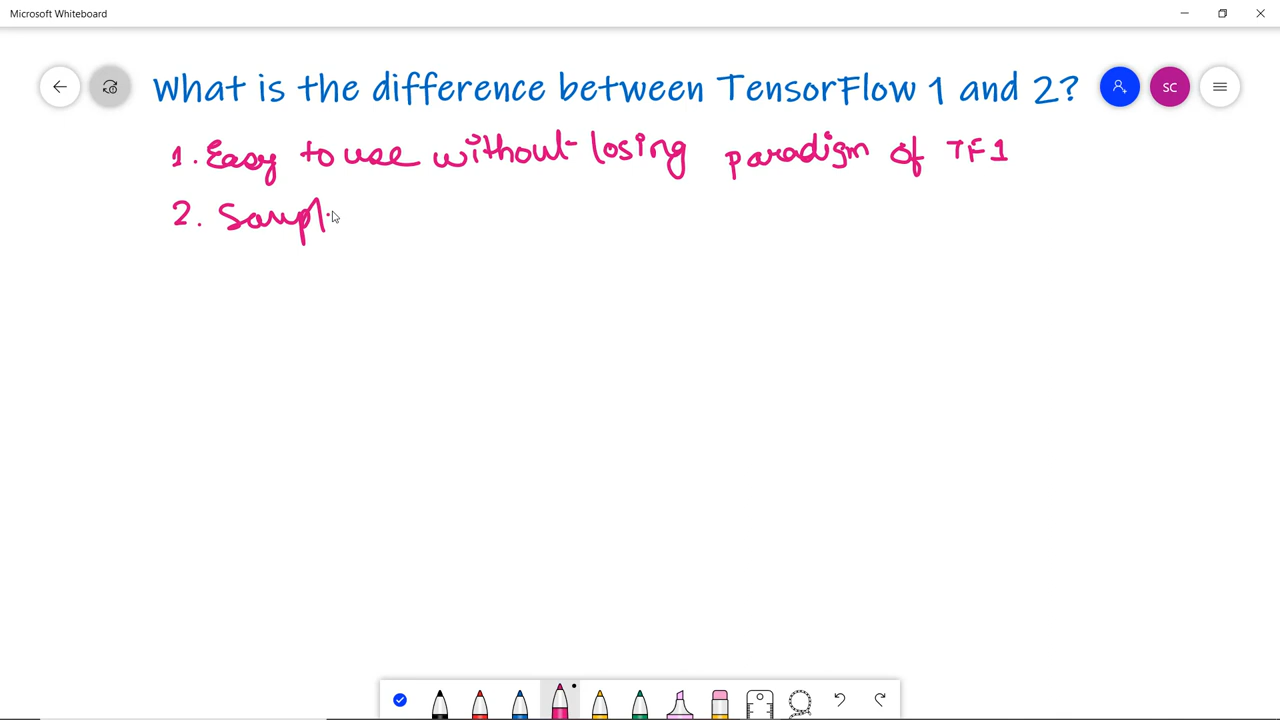 Microsoft Whiteboard
What is the difference between TensorFlow 1 and 2?
SC
1. Easy to use without losing paradigm of TF1
2. Sampl